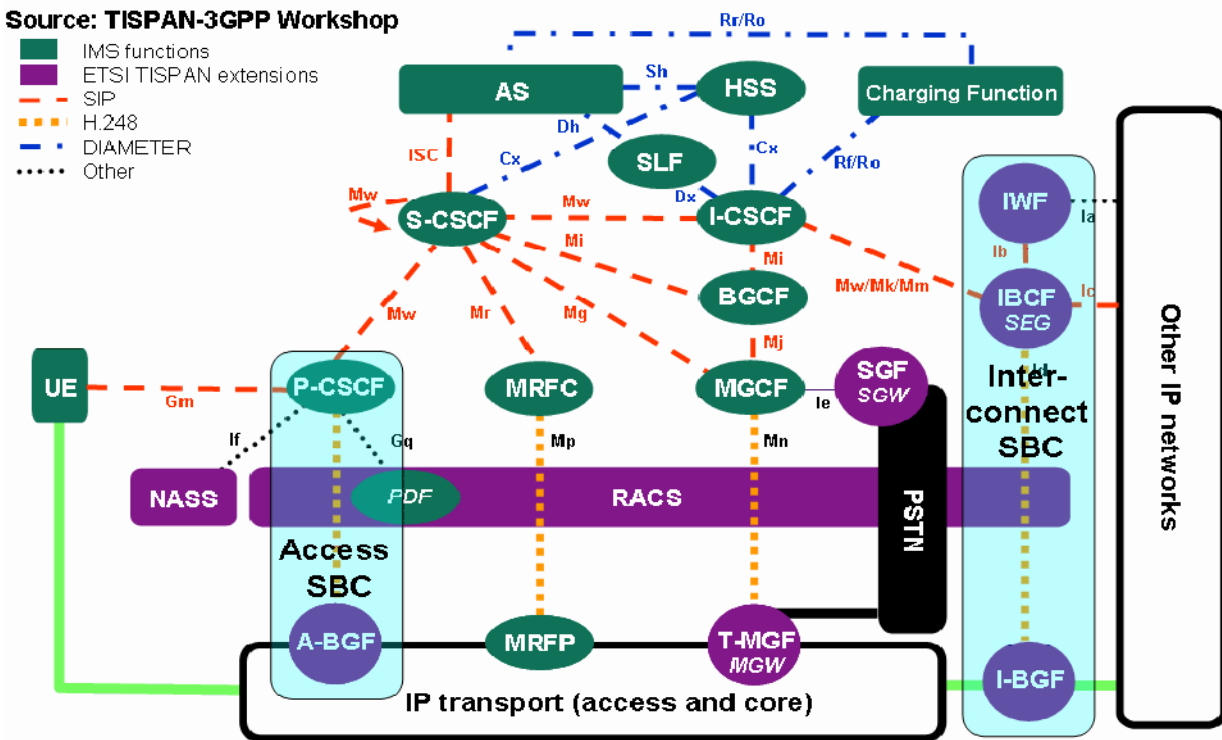 Source: TISPAN-3GPP Workshop
IMS functions
ETSI TISPAN extensions
SIP
H.248
DIAMETER
Other
Rr/Ro
AS
Sh
HSS
Charging Function
Dh
ISC
Cx
SLF
Cx
Rf/Ro
Dx
Mw
S-CSCF
Mw
I-CSCF
IWF
Ia
Mi
Mi
Ib
Mw/Mk/Mm
BGCF
IBCF
SEG
Ic
Mw
Mr
Mg
Mj
UE
Gm
P-CSCF
MRFC
MGCF
Ie
SGF
SGW
Id
Inter-
connect
SBC
Other IP networks
If
Gq
Mp
Mn
NASS
PDF
RACS
PSTN
Access
SBC
A-BGF
MRFP
T-MGF
MGW
I-BGF
IP transport (access and core)